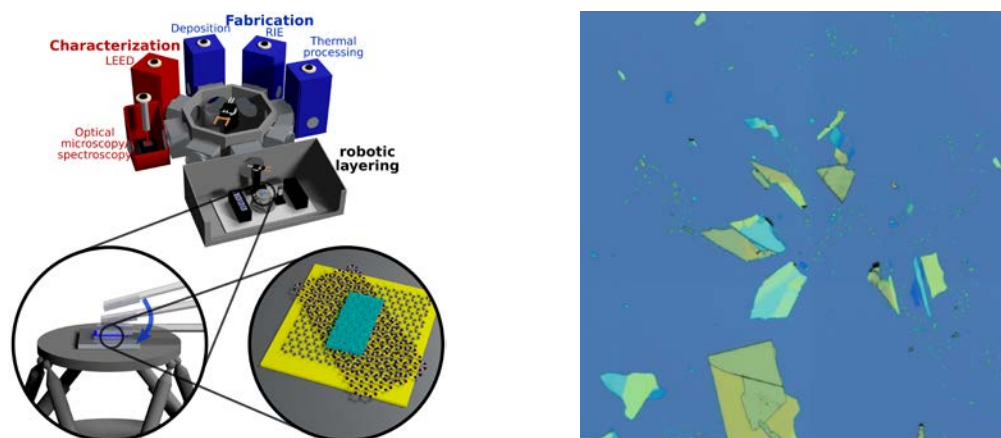 Fabrication
Deposition
RIE
Characterization
LEED
Thermal
processing
Optical
microscopy/
spectroscopy
robotic
layering